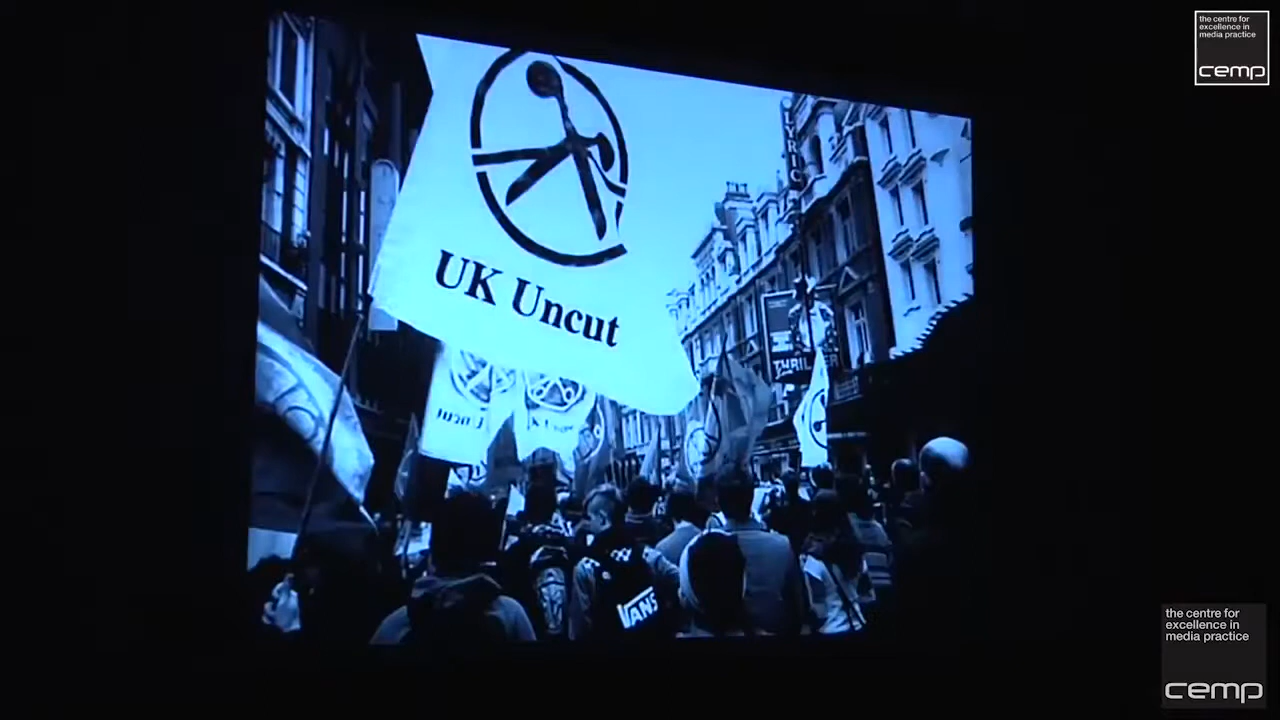 the centre for
excellence in
media practice
cemp
LYRIC
UK Uncut
THRILLER
VANS
the centre for
excellence in
media practice
cemp